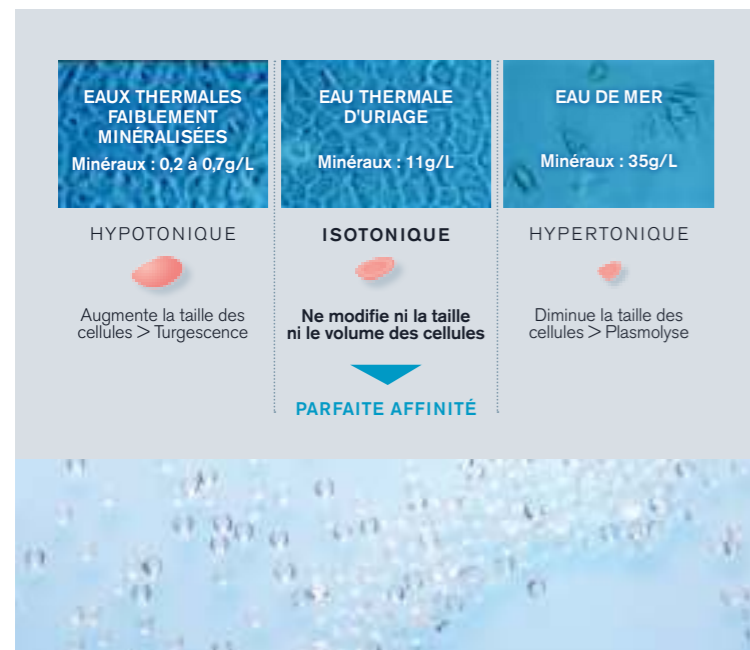 EAUX THERMALES
FAIBLEMENT
MINÉRALISÉES
Minéraux : 0,2 à 0,7g/L
HYPOTONIQUE
Augmente la taille des
cellules > Turgescence
EAU THERMALE
D'URIAGE
Minéraux : 11g/L
ISOTONIQUE
Ne modifie ni la taille
ni le volume des cellules
PARFAITE AFFINITÉ
EAU DE MER
Minéraux : 35g/L
HYPERTONIQUE
Diminue la taille des
cellules > Plasmolyse